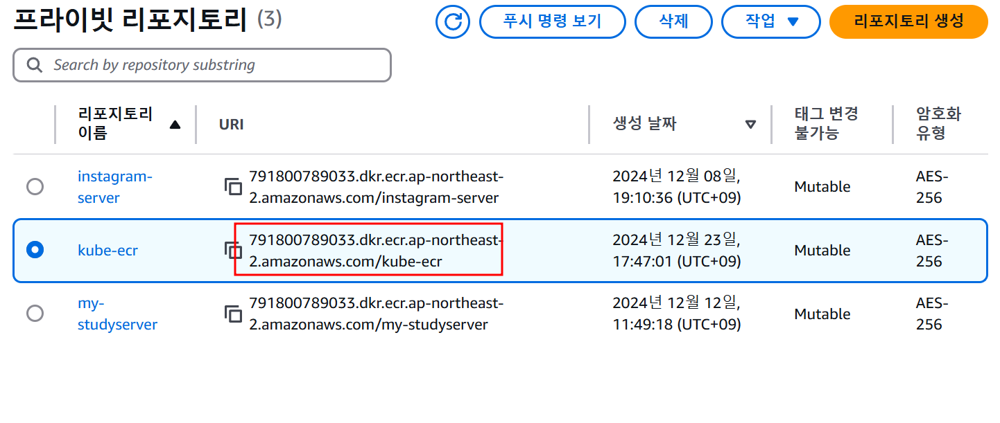 프라이빗 리포지토리 (3)
푸시 명령 보기
삭제
작업
리포지토리 생성
Search by repository substring
리포지토리
이름
URI
생성 날짜
태그 변경
불가능
암호화
유형
instagram-
server
791800789033.dkr.ecr.ap-northeast-
2.amazonaws.com/instagram-server
2024년 12월 08일,
19:10:36 (UTC+09)
Mutable
AES-
256
kube-ecr
791800789033.dkr.ecr.ap-northeast-
2.amazonaws.com/kube-ecr
2024년 12월 23일,
17:47:01 (UTC+09)
Mutable
AES-
256
my-
studyserver
791800789033.dkr.ecr.ap-northeast-
2.amazonaws.com/my-studyserver
2024년 12월 12일,
11:49:18 (UTC+09)
Mutable
AES-
256